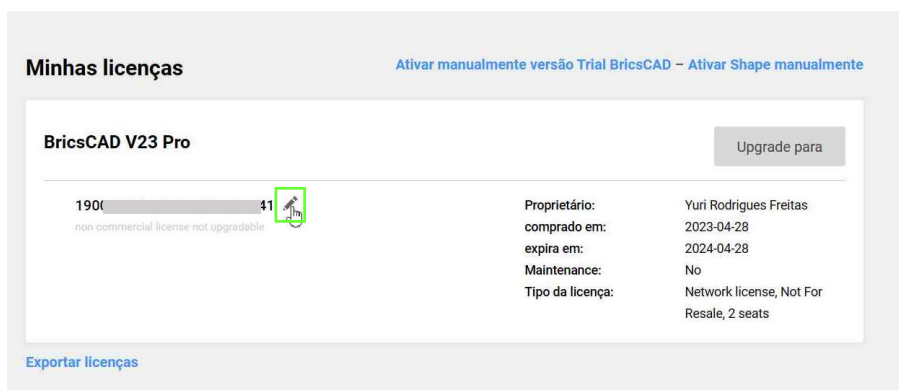 Minhas licenças
Ativar manualmente versão Trial BricsCAD – Ativar Shape manualmente
BricsCAD V23 Pro
Upgrade para
190 41
non commercial license not upgradable
Proprietário: Yuri Rodrigues Freitas
comprado em: 2023-04-28
expira em: 2024-04-28
Maintenance: No
Tipo da licença: Network license, Not For
Resale, 2 seats
Exportar licenças